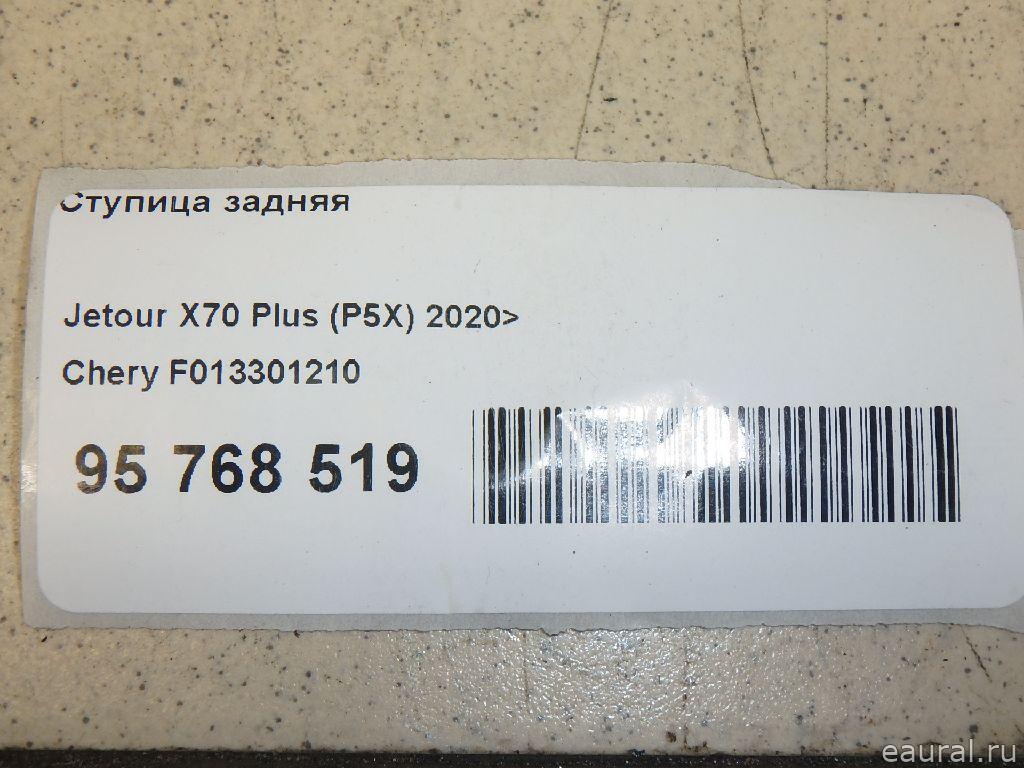 Ступица задняя
Jetour X70 Plus (P5X) 2020>
Chery F013301210
95 768 519
eaural.ru